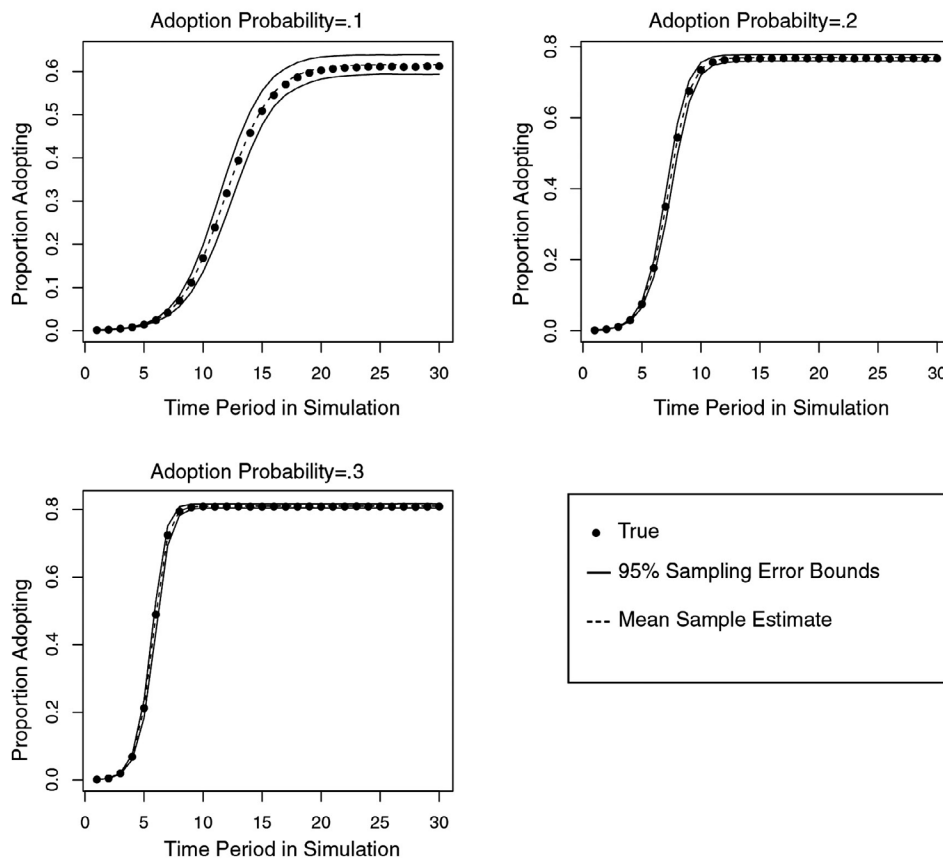 Adoption Probability=.1
Proportion Adopting
0.6
0.5
0.4
0.3
0.2
0.1
0.0
0 5 10 15 20 25 30
Time Period in Simulation
Adoption Probability=.2
Proportion Adopting
0.8
0.6
0.4
0.2
0.0
0 5 10 15 20 25 30
Time Period in Simulation
Adoption Probability=.3
Proportion Adopting
0.8
0.6
0.4
0.2
0.0
0 5 10 15 20 25 30
Time Period in Simulation
True
95% Sampling Error Bounds
Mean Sample Estimate